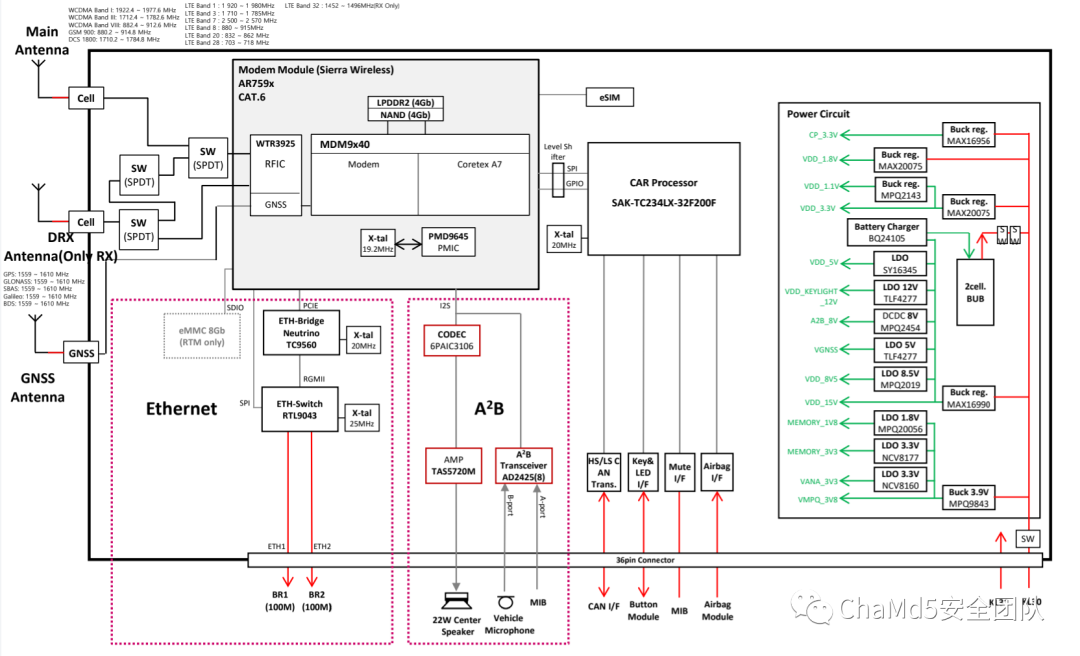 WCDMA Band I: 1922.4 ~ 1977.6 MHz
WCDMA Band III: 1712.4 ~ 1782.6 MHz
WCDMA Band VIII: 882.4 ~ 912.6 MHz
GSM 900: 880.2 ~ 914.8 MHz
DCS 1800: 1710.2 ~ 1784.8 MHz
LTE Band 1 : 1 920 ~ 1 980MHz
LTE Band 3 : 1 710 ~ 1 785MHz
LTE Band 7 : 2 500 ~ 2 570 MHz
LTE Band 8 : 880 ~ 915MHz
LTE Band 20 : 832 ~ 862 MHz
LTE Band 28 : 703 ~ 718 MHz
LTE Band 32 : 1452 ~ 1496MHz(RX Only)
Main
Antenna
Cell
SW
(SPDT)
SW
(SPDT)
SW
(SPDT)
Cell
DRX
Antenna(Only RX)
GPS: 1559 ~ 1610 MHz
GLONASS: 1559 ~ 1610 MHz
SBAS: 1559 ~ 1610 MHz
Galileo: 1559 ~ 1610 MHz
BDS: 1559 ~ 1610 MHz
GNSS
GNSS
Antenna
Modem Module (Sierra Wireless)
AR759x
CAT.6
LPDDR2 (4Gb)
NAND (4Gb)
WTR3925
RFIC
GNSS
MDM9x40
Modem
Coretex A7
X-tal
19.2MHz
PMD9645
PMIC
eSIM
Level Sh
ifter
SPI
GPIO
CAR Processor
SAK-TC234LX-32F200F
X-tal
20MHz
SDIO
eMMC 8Gb
(RTM only)
PCIE
ETH-Bridge
Neutrino
TC9560
X-tal
20MHz
RGMII
SPI
ETH-Switch
RTL9043
X-tal
25MHz
Ethernet
ETH1
ETH2
BR1
(100M)
BR2
(100M)
I2S
CODEC
6PAIC3106
A²B
AMP
TAS5720M
A²B
Transceiver
AD2425(8)
B-port
A-port
22W Center
Speaker
Vehicle
Microphone
MIB
HS/LS C
AN
Trans.
Key&
LED
I/F
Mute
I/F
Airbag
I/F
36pin Connector
CAN I/F
Button
Module
MIB
Airbag
Module
Power Circuit
CP_3.3V
Buck reg.
MAX16956
VDD_1.8V
Buck reg.
MAX20075
VDD_1.1V
Buck reg.
MPQ2143
VDD_3.3V
Buck reg.
MAX20075
Battery Charger
BQ24105
S
W
S
W
2cell.
BUB
VDD_5V
LDO
SY16345
VDD_KEYLIGHT
_12V
LDO 12V
TLF4277
A2B_8V
DCDC 8V
MPQ2454
VGNSS
LDO 5V
TLF4277
VDD_8V5
LDO 8.5V
MPQ2019
VDD_15V
Buck reg.
MAX16990
MEMORY_1V8
LDO 1.8V
MPQ20056
MEMORY_3V3
LDO 3.3V
NCV8177
VANA_3V3
LDO 3.3V
NCV8160
VMPQ_3V8
Buck 3.9V
MPQ9843
SW
ChaMd5安全团队